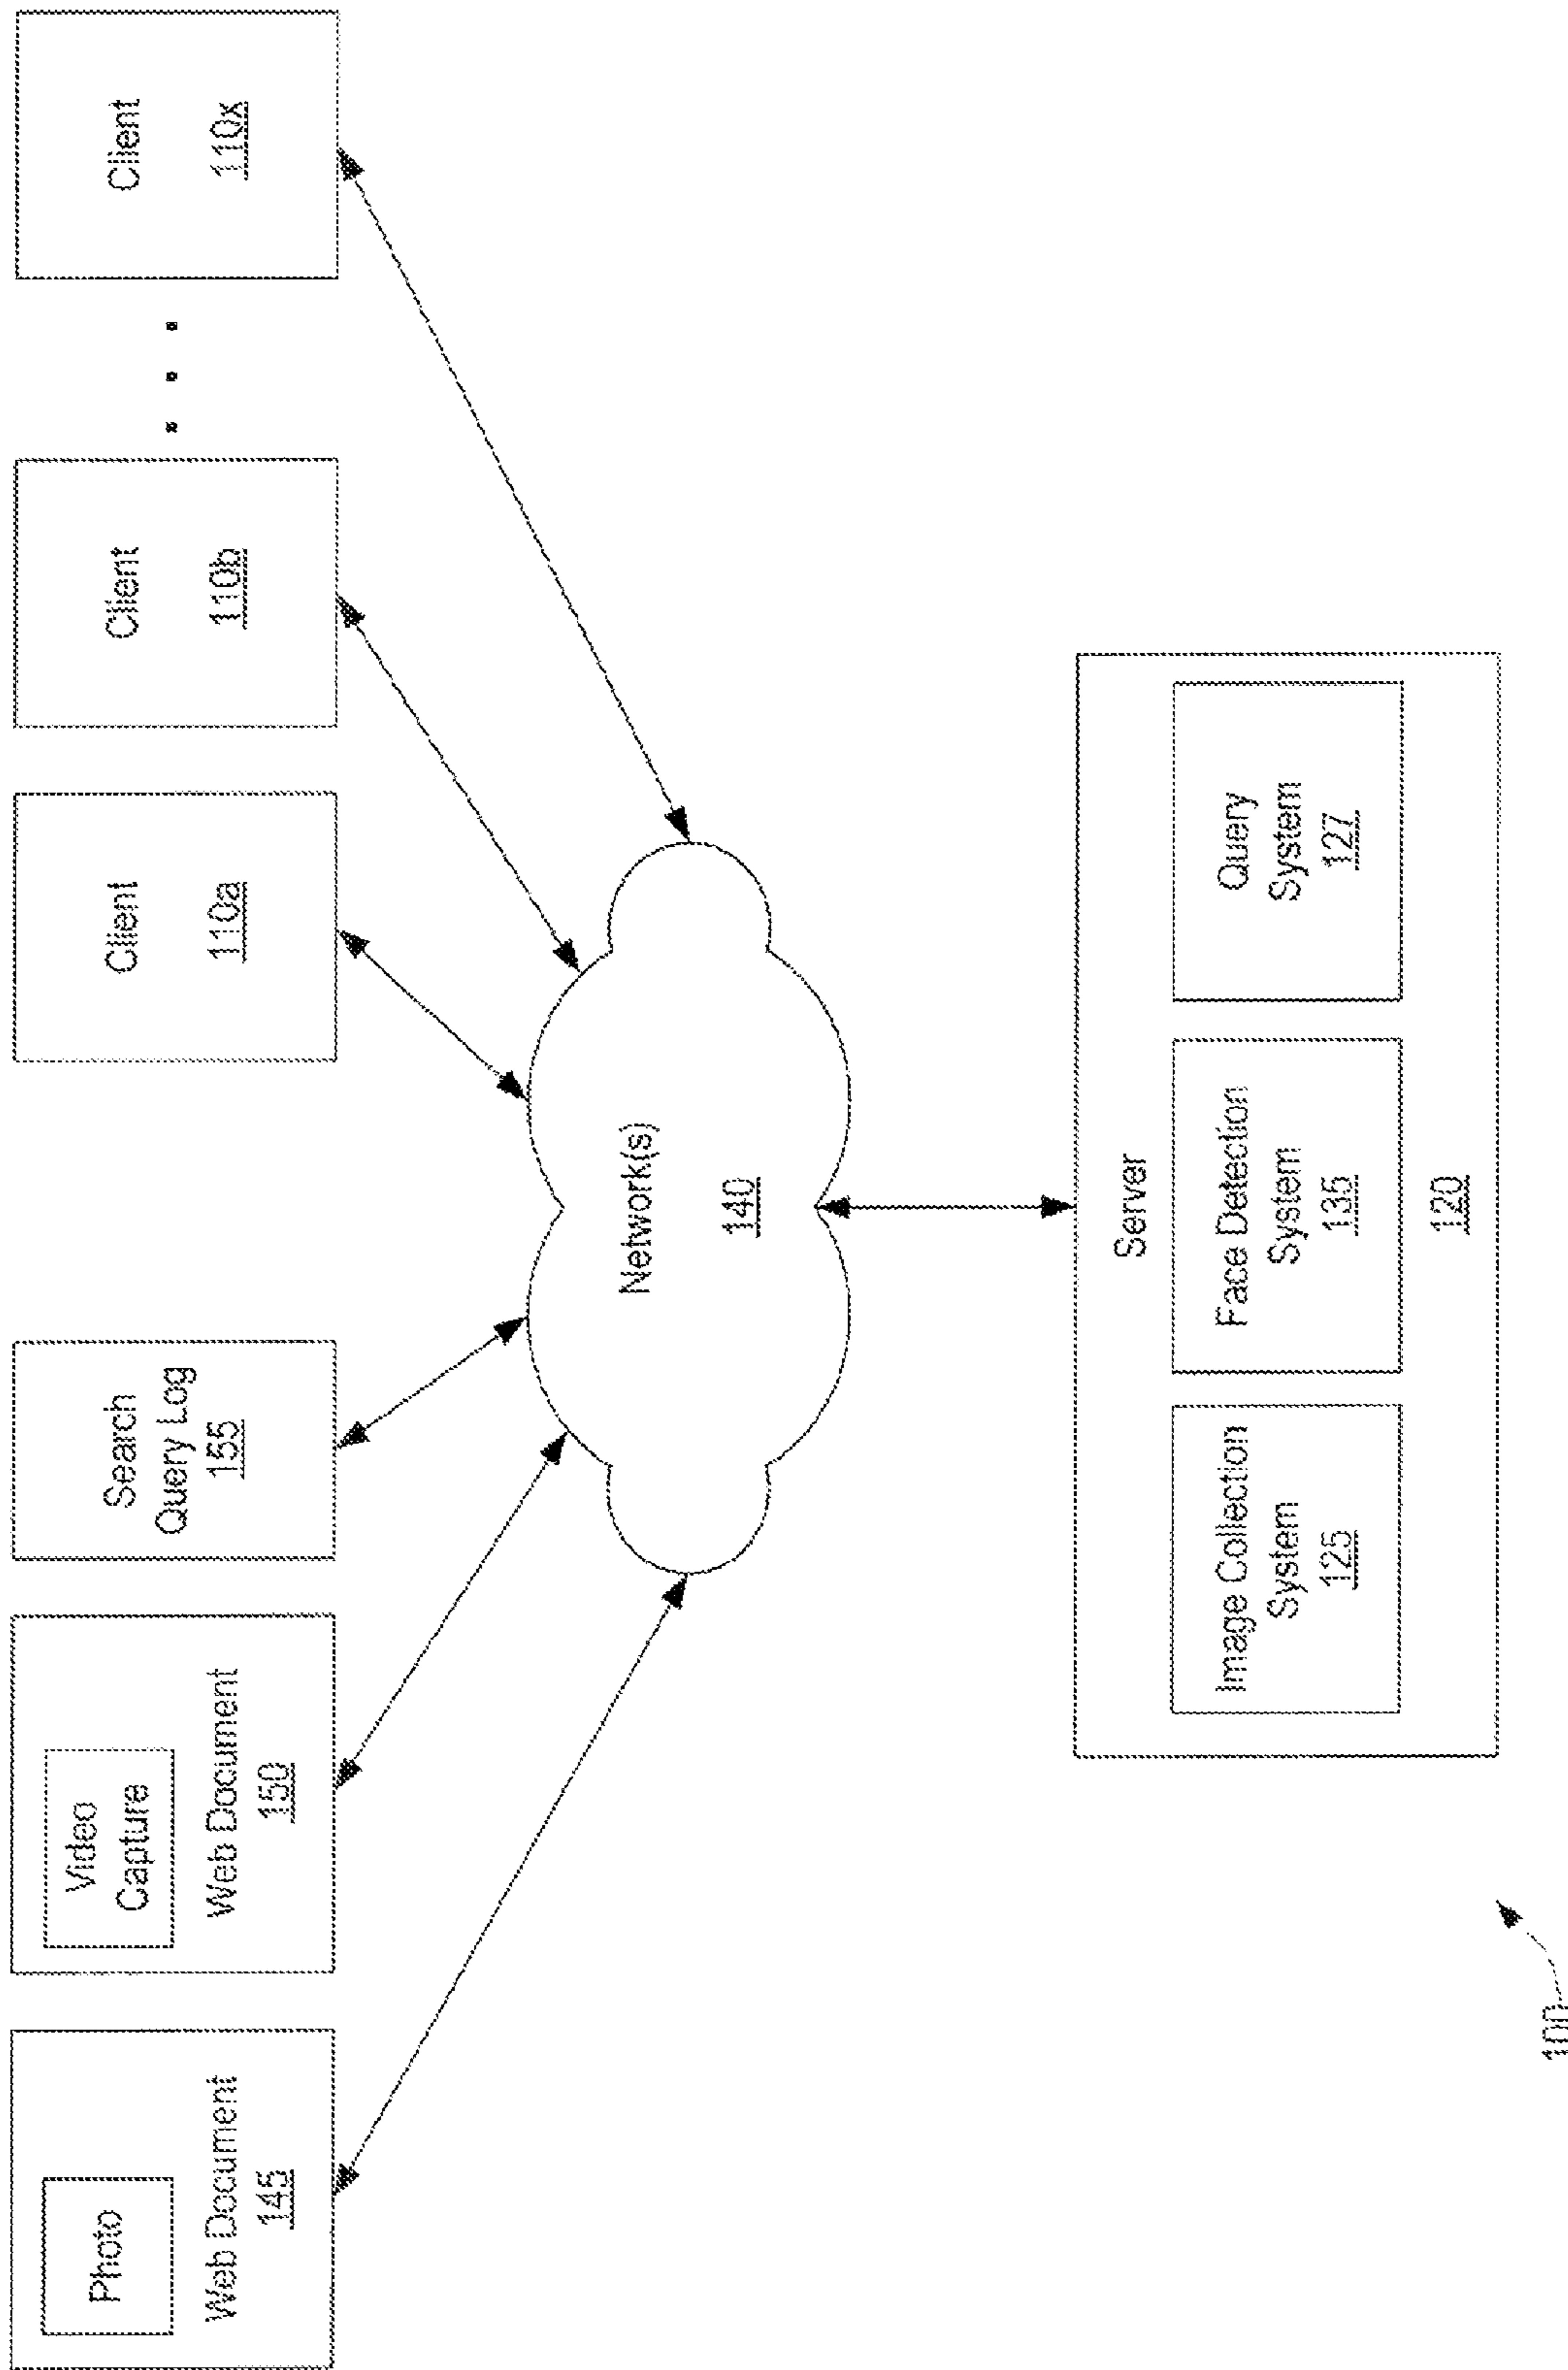 Photo
Web Document
145
Video
Capture
Web Document
150
Search
Query Log
155
Client
110a
Client
110b
. . .
Client
110x
Network(s)
140
Server
Image Collection
System
125
Face Detection
System
135
Query
System
127
120
100